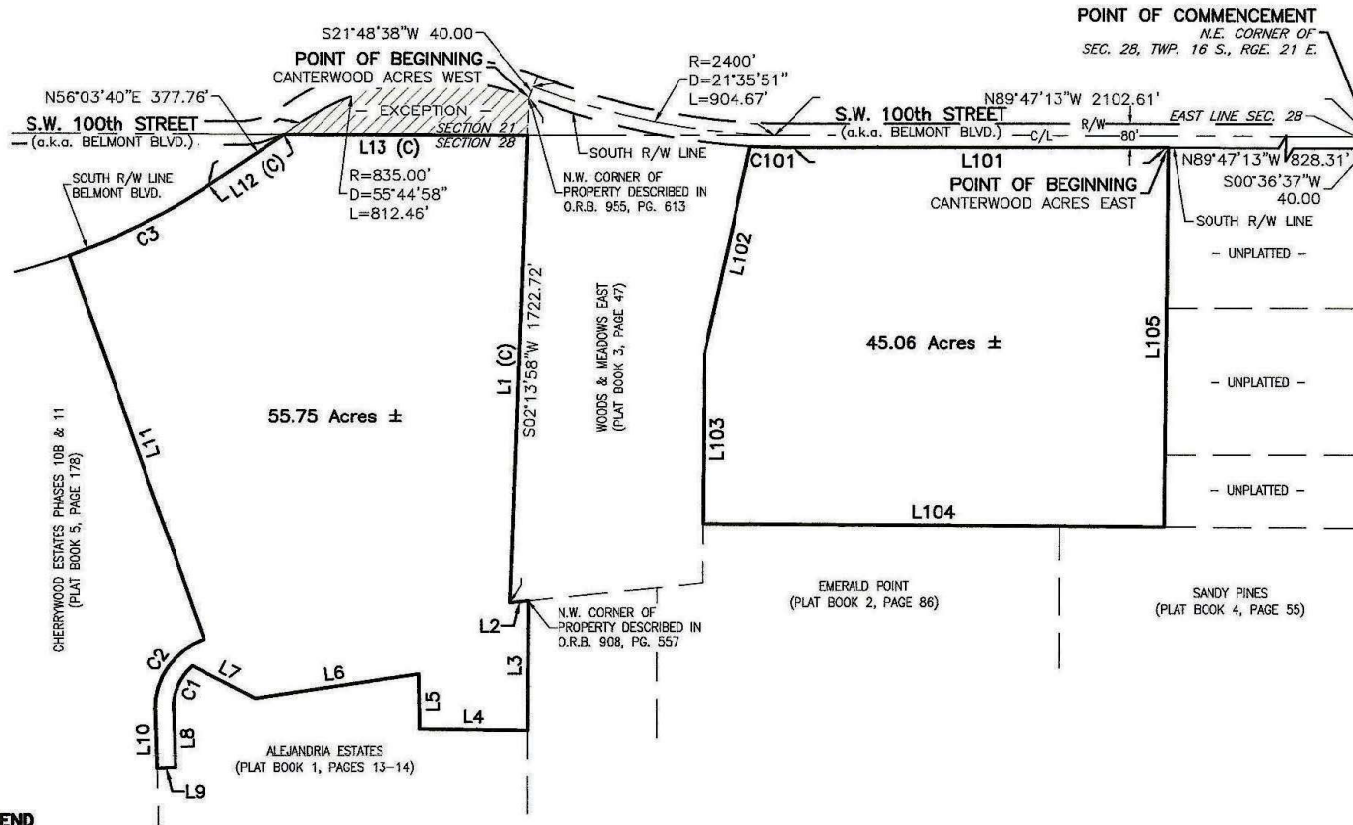 POINT OF COMMENCEMENT
N.E. CORNER OF
SEC. 28, TWP. 16 S., RGE. 21 E.
S21°48'38"W 40.00
POINT OF BEGINNING
CANTERWOOD ACRES WEST
N56°03'40"E 377.76'
R=2400'
D=21°35'51"
L=904.67'
N89°47'13"W 2102.61'
S.W. 100th STREET
(a.k.a. BELMONT BLVD.)
EXCEPTION
SECTION 21
SECTION 28
L13 (C)
L12 (C)
S.W. 100th STREET
(a.k.a. BELMONT BLVD.)
C/L
R/W
80'
EAST LINE SEC. 28
SOUTH R/W LINE
N89°47'13"W 828.31'
S00°36'37"W
40.00
C101
L101
POINT OF BEGINNING
CANTERWOOD ACRES EAST
SOUTH R/W LINE
SOUTH R/W LINE
BELMONT BLVD.
R=835.00'
D=55°44'58"
L=812.46'
N.W. CORNER OF
PROPERTY DESCRIBED IN
O.R.B. 955, PG. 613
C3
L102
- UNPLATTED -
L1 (C)
S02°13'58"W 1722.72'
WOODS & MEADOWS EAST
(PLAT BOOK 3, PAGE 47)
45.06 Acres ±
L105
- UNPLATTED -
55.75 Acres ±
L11
CHERRYWOOD ESTATES PHASES 10B & 11
(PLAT BOOK 5, PAGE 178)
L103
- UNPLATTED -
L104
EMERALD POINT
(PLAT BOOK 2, PAGE 86)
SANDY PINES
(PLAT BOOK 4, PAGE 55)
L2
N.W. CORNER OF
PROPERTY DESCRIBED IN
O.R.B. 908, PG. 557
C2
C1
L7
L6
L3
L5
L4
L10
L8
ALEJANDRIA ESTATES
(PLAT BOOK 1, PAGES 13-14)
L9
END